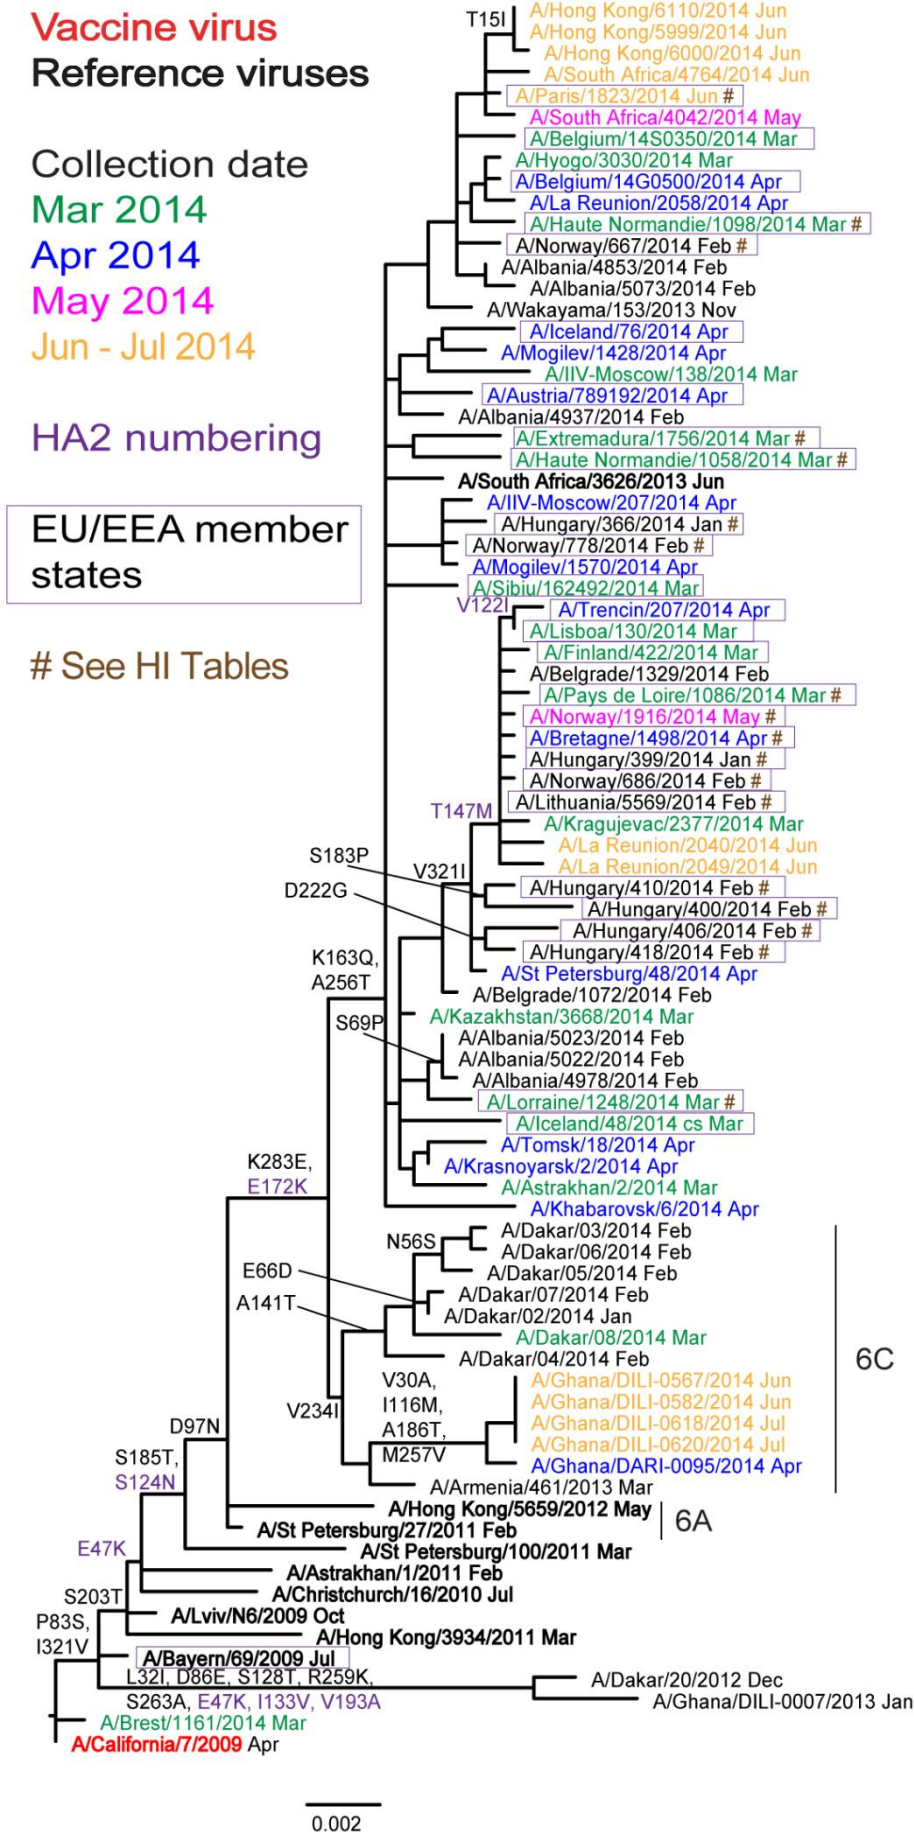 Vaccine virus
Reference viruses
Collection date
Mar 2014
Apr 2014
May 2014
Jun - Jul 2014
HA2 numbering
EU/EEA member
states
# See HI Tables
T15I
A/Hong Kong/6110/2014 Jun
A/Hong Kong/5999/2014 Jun
A/Hong Kong/6000/2014 Jun
A/South Africa/4764/2014 Jun
A/Paris/1823/2014 Jun #
A/South Africa/4042/2014 May
A/Belgium/14S0350/2014 Mar
A/Hyogo/3030/2014 Mar
A/Belgium/14G0500/2014 Apr
A/La Reunion/2058/2014 Apr
A/Haute Normandie/1098/2014 Mar #
A/Norway/667/2014 Feb #
A/Albania/4853/2014 Feb
A/Albania/5073/2014 Feb
A/Wakayama/153/2013 Nov
A/Iceland/76/2014 Apr
A/Mogilev/1428/2014 Apr
A/IIV-Moscow/138/2014 Mar
A/Austria/789192/2014 Apr
A/Albania/4937/2014 Feb
A/Extremadura/1756/2014 Mar #
A/Haute Normandie/1058/2014 Mar #
A/South Africa/3626/2013 Jun
A/IIV-Moscow/207/2014 Apr
A/Hungary/366/2014 Jan #
A/Norway/778/2014 Feb #
A/Mogilev/1570/2014 Apr
A/Sibiu/162492/2014 Mar
V122I
A/Trencin/207/2014 Apr
A/Lisboa/130/2014 Mar
A/Finland/422/2014 Mar
A/Belgrade/1329/2014 Feb
A/Pays de Loire/1086/2014 Mar #
A/Norway/1916/2014 May #
A/Bretagne/1498/2014 Apr #
A/Hungary/399/2014 Jan #
A/Norway/686/2014 Feb #
A/Lithuania/5569/2014 Feb #
T147M
A/Kragujevac/2377/2014 Mar
A/La Reunion/2040/2014 Jun
A/La Reunion/2049/2014 Jun
S183P
V321I
A/Hungary/410/2014 Feb #
D222G
A/Hungary/400/2014 Feb #
A/Hungary/406/2014 Feb #
A/Hungary/418/2014 Feb #
K163Q,
A256T
A/St Petersburg/48/2014 Apr
A/Belgrade/1072/2014 Feb
A/Kazakhstan/3668/2014 Mar
S69P
A/Albania/5023/2014 Feb
A/Albania/5022/2014 Feb
A/Albania/4978/2014 Feb
A/Lorraine/1248/2014 Mar #
A/Iceland/48/2014 cs Mar
A/Tomsk/18/2014 Apr
K283E,
E172K
A/Krasnoyarsk/2/2014 Apr
A/Astrakhan/2/2014 Mar
A/Khabarovsk/6/2014 Apr
A/Dakar/03/2014 Feb
N56S
A/Dakar/06/2014 Feb
A/Dakar/05/2014 Feb
E66D
A/Dakar/07/2014 Feb
A141T
A/Dakar/02/2014 Jan
A/Dakar/08/2014 Mar
A/Dakar/04/2014 Feb
6C
V30A,
I116M,
A186T,
M257V
A/Ghana/DILI-0567/2014 Jun
A/Ghana/DILI-0582/2014 Jun
V234I
A/Ghana/DILI-0618/2014 Jul
A/Ghana/DILI-0620/2014 Jul
A/Ghana/DARI-0095/2014 Apr
D97N
A/Armenia/461/2013 Mar
S185T,
S124N
A/Hong Kong/5659/2012 May
6A
A/St Petersburg/27/2011 Feb
E47K
A/St Petersburg/100/2011 Mar
A/Astrakhan/1/2011 Feb
A/Christchurch/16/2010 Jul
S203T
A/Lviv/N6/2009 Oct
P83S,
I321V
A/Hong Kong/3934/2011 Mar
A/Bayern/69/2009 Jul
L32I, D86E, S128T, R259K,
S263A, E47K, I133V, V193A
A/Dakar/20/2012 Dec
A/Ghana/DILI-0007/2013 Jan
A/Brest/1161/2014 Mar
A/California/7/2009 Apr
0.002